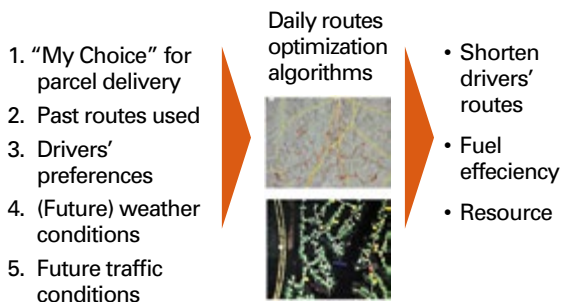 1. “My Choice” for
parcel delivery
2. Past routes used
3. Drivers’
preferences
4. (Future) weather
conditions
5. Future traffic
conditions
Daily routes
optimization
algorithms
• Shorten
drivers’
routes
• Fuel
effeciency
• Resource